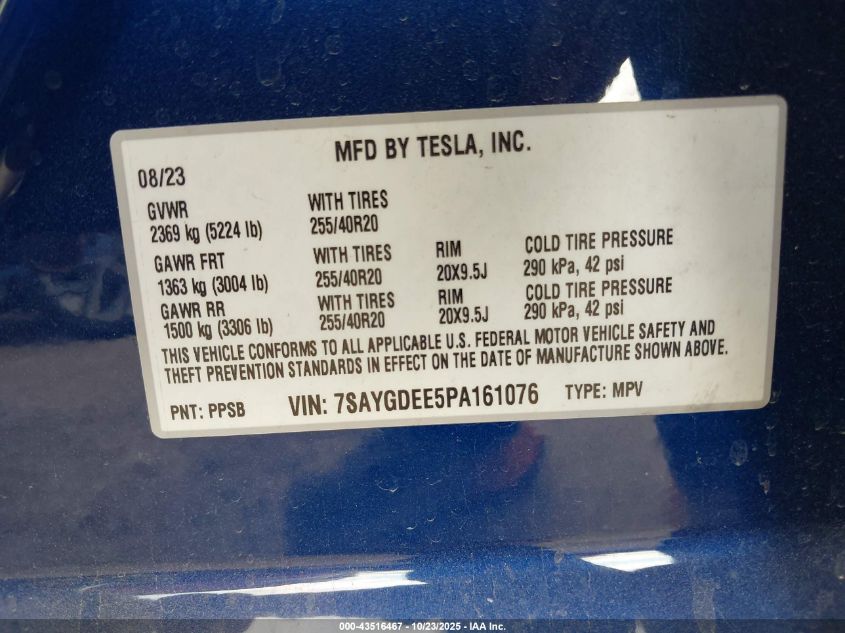 MFD BY TESLA, INC.
08/23
GVWR WITH TIRES
2369 kg (5224 lb) 255/40R20
GAWR FRT WITH TIRES RIM COLD TIRE PRESSURE
1363 kg (3004 lb) 255/40R20 20X9.5J 290 kPa, 42 psi
GAWR RR WITH TIRES RIM COLD TIRE PRESSURE
1500 kg (3306 lb) 255/40R20 20X9.5J 290 kPa, 42 psi
THIS VEHICLE CONFORMS TO ALL APPLICABLE U.S. FEDERAL MOTOR VEHICLE SAFETY AND
THEFT PREVENTION STANDARDS IN EFFECT ON THE DATE OF MANUFACTURE SHOWN ABOVE.
PNT: PPSB VIN: 7SAYGDEE5PA161076 TYPE: MPV
000-43516467 - 10/23/2025 - IAA Inc.